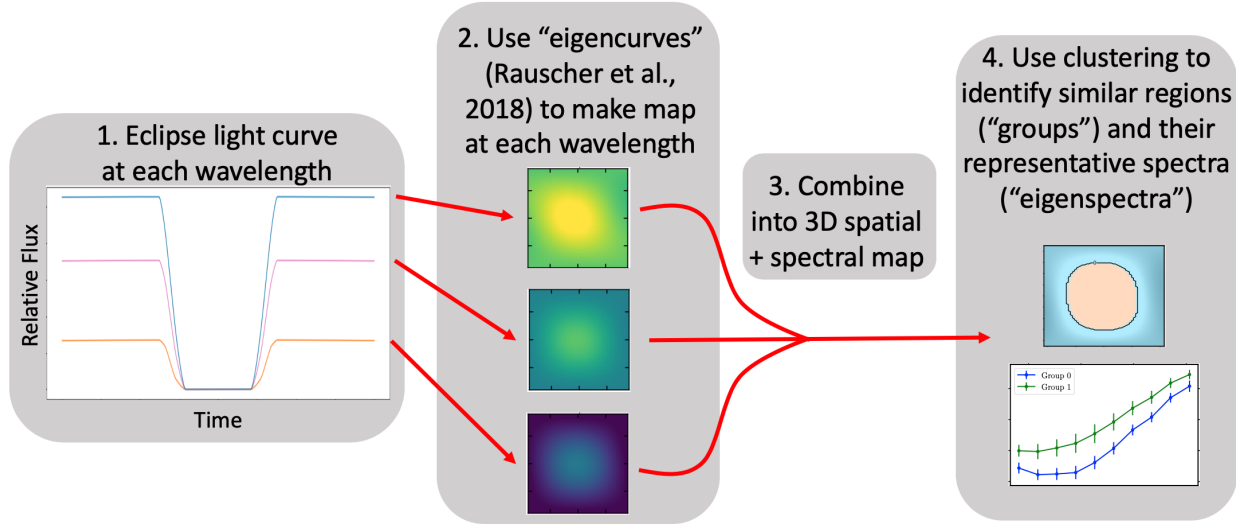 1. Eclipse light curve
at each wavelength
Relative Flux
Time
2. Use “eigencurves”
(Rauscher et al.,
2018) to make map
at each wavelength
3. Combine
into 3D spatial
+ spectral map
4. Use clustering to
identify similar regions
(“groups”) and their
representative spectra
(“eigenspectra”)
Group 0
Group 1